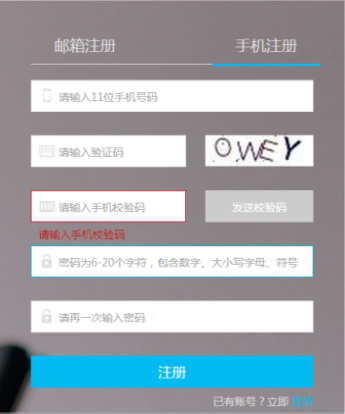 邮箱注册 手机注册
请输入11位手机号码
请输入验证码 OWEY
请输入手机校验码 发送校验码
请输入手机校验码
密码为6-20个字符，包含数字、大小写字母、符号
请再一次输入密码
注册
已有账号？立即 登录